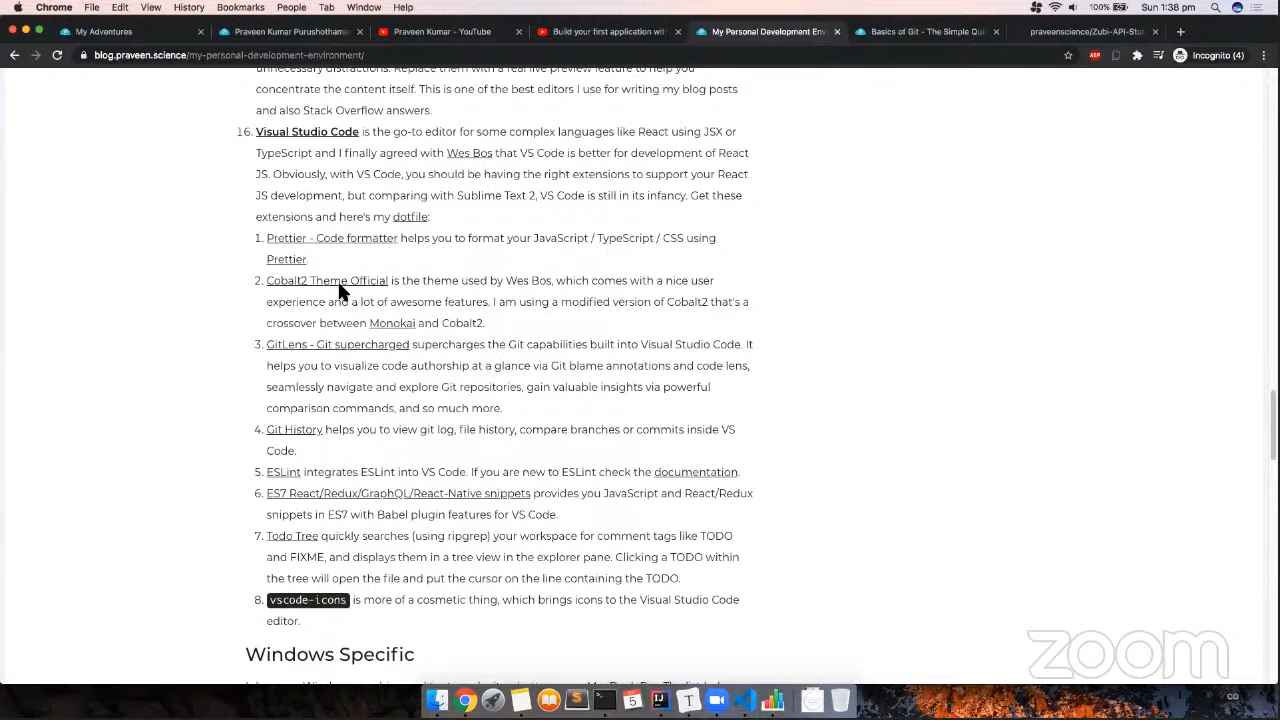 Chrome File Edit View History Bookmarks People Tab Window Help 100% Sun 1:38 pm
My Adventures Praveen Kumar Purushothama Praveen Kumar - YouTube Build your first application wit My Personal Development Env Basics of Git - The Simple Qui praveenscience/Zubi-API-Stu
blog.praveen.science/my-personal-development-environment/ ABP Incognito (4)
unnecessary distractions. Replace them with a real live preview feature to help you
concentrate the content itself. This is one of the best editors I use for writing my blog posts
and also Stack Overflow answers.
16. Visual Studio Code is the go-to editor for some complex languages like React using JSX or
TypeScript and I finally agreed with Wes Bos that VS Code is better for development of React
JS. Obviously, with VS Code, you should be having the right extensions to support your React
JS development, but comparing with Sublime Text 2, VS Code is still in its infancy. Get these
extensions and here's my dotfile:
1. Prettier - Code formatter helps you to format your JavaScript / TypeScript / CSS using
Prettier.
2. Cobalt2 Theme Official is the theme used by Wes Bos, which comes with a nice user
experience and a lot of awesome features. I am using a modified version of Cobalt2 that's a
crossover between Monokai and Cobalt2.
3. GitLens - Git supercharged supercharges the Git capabilities built into Visual Studio Code. It
helps you to visualize code authorship at a glance via Git blame annotations and code lens,
seamlessly navigate and explore Git repositories, gain valuable insights via powerful
comparison commands, and so much more.
4. Git History helps you to view git log, file history, compare branches or commits inside VS
Code.
5. ESLint integrates ESLint into VS Code. If you are new to ESLint check the documentation.
6. ES7 React/Redux/GraphQL/React-Native snippets provides you JavaScript and React/Redux
snippets in ES7 with Babel plugin features for VS Code.
7. Todo Tree quickly searches (using ripgrep) your workspace for comment tags like TODO
and FIXME, and displays them in a tree view in the explorer pane. Clicking a TODO within
the tree will open the file and put the cursor on the line containing the TODO.
8. vscode-icons is more of a cosmetic thing, which brings icons to the Visual Studio Code
editor.
Windows Specific
zoom